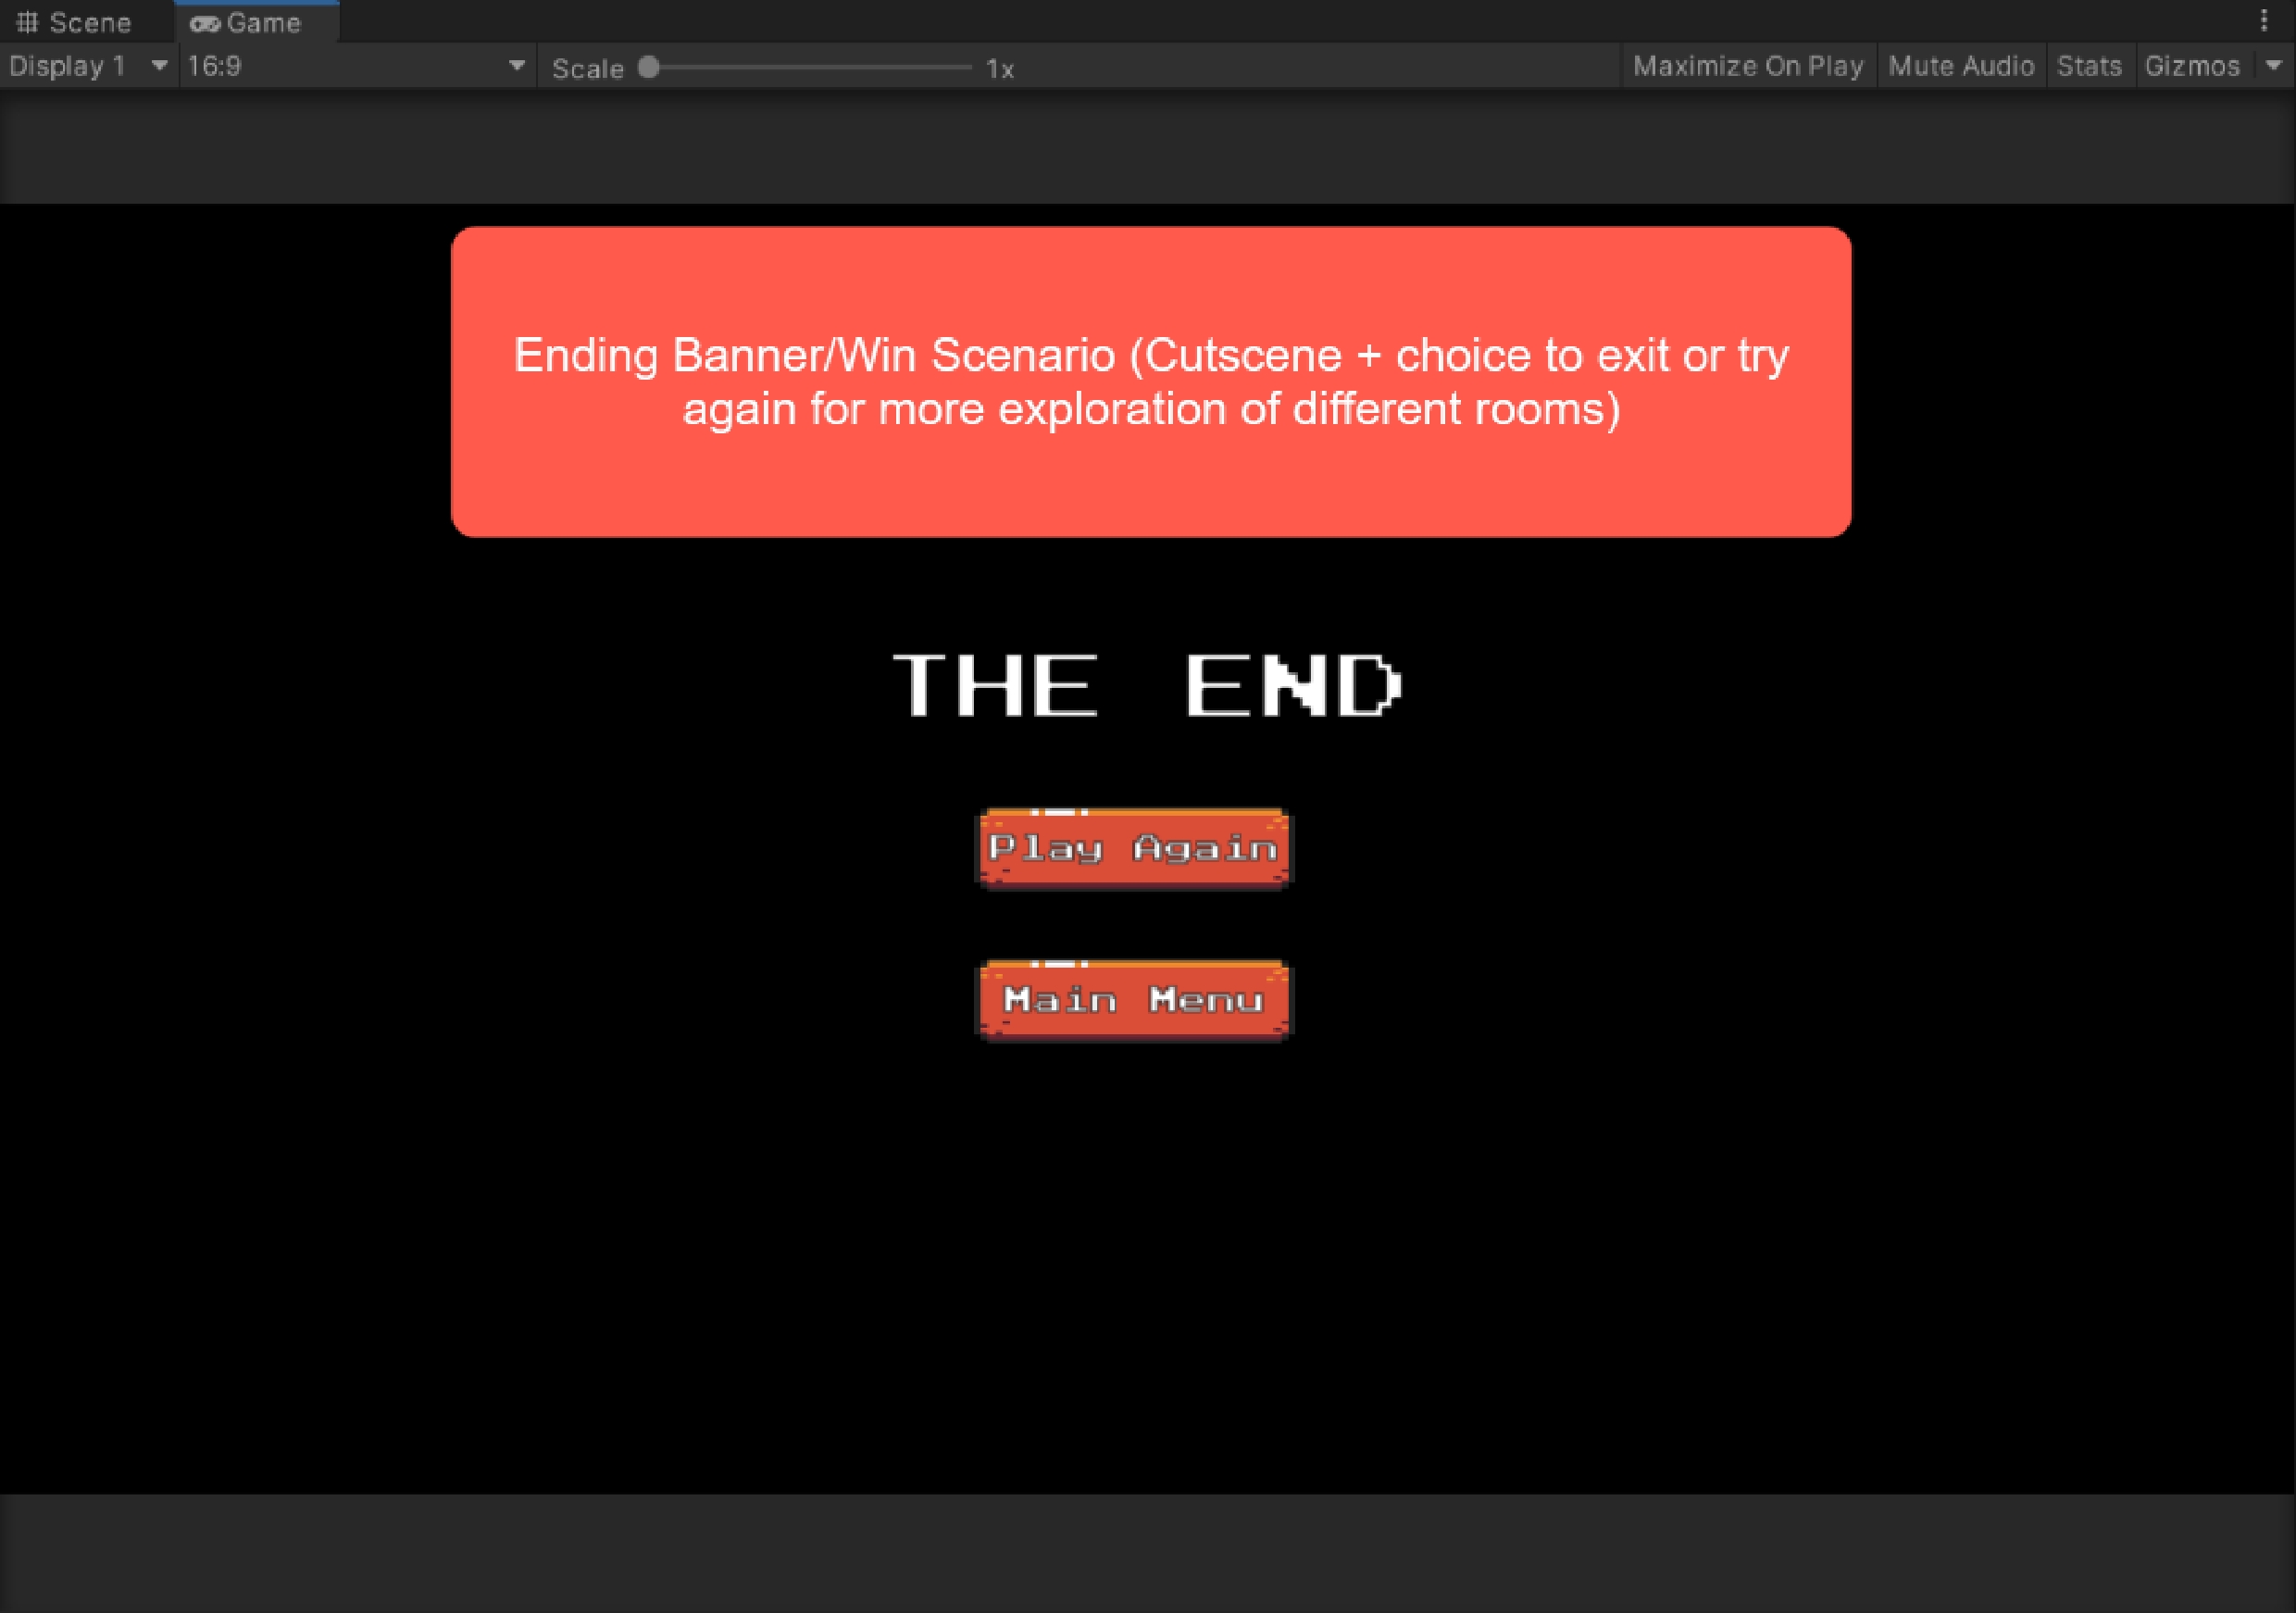 Scene Game
Display 1 16:9 Scale 1x Maximize On Play Mute Audio Stats Gizmos
Ending Banner/Win Scenario (Cutscene + choice to exit or try
again for more exploration of different rooms)
THE END
Play Again
Main Menu